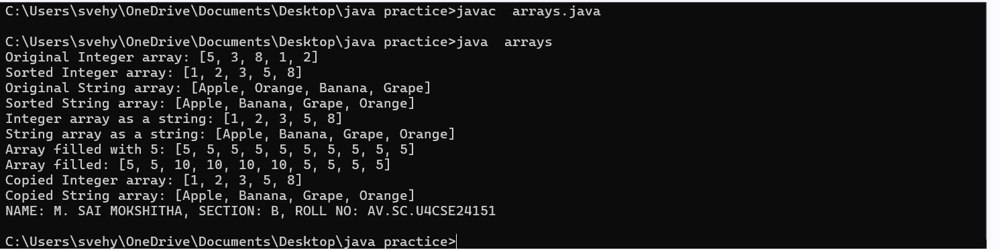 C:\Users\svehy\OneDrive\Documents\Desktop\java practice>javac  arrays.java
C:\Users\svehy\OneDrive\Documents\Desktop\java practice>java  arrays
Original Integer array: [5, 3, 8, 1, 2]
Sorted Integer array: [1, 2, 3, 5, 8]
Original String array: [Apple, Orange, Banana, Grape]
Sorted String array: [Apple, Banana, Grape, Orange]
Integer array as a string: [1, 2, 3, 5, 8]
String array as a string: [Apple, Banana, Grape, Orange]
Array filled with 5: [5, 5, 5, 5, 5, 5, 5, 5, 5, 5]
Array filled: [5, 5, 10, 10, 10, 10, 5, 5, 5, 5]
Copied Integer array: [1, 2, 3, 5, 8]
Copied String array: [Apple, Banana, Grape, Orange]
NAME: M. SAI MOKSHITHA, SECTION: B, ROLL NO: AV.SC.U4CSE24151
C:\Users\svehy\OneDrive\Documents\Desktop\java practice>